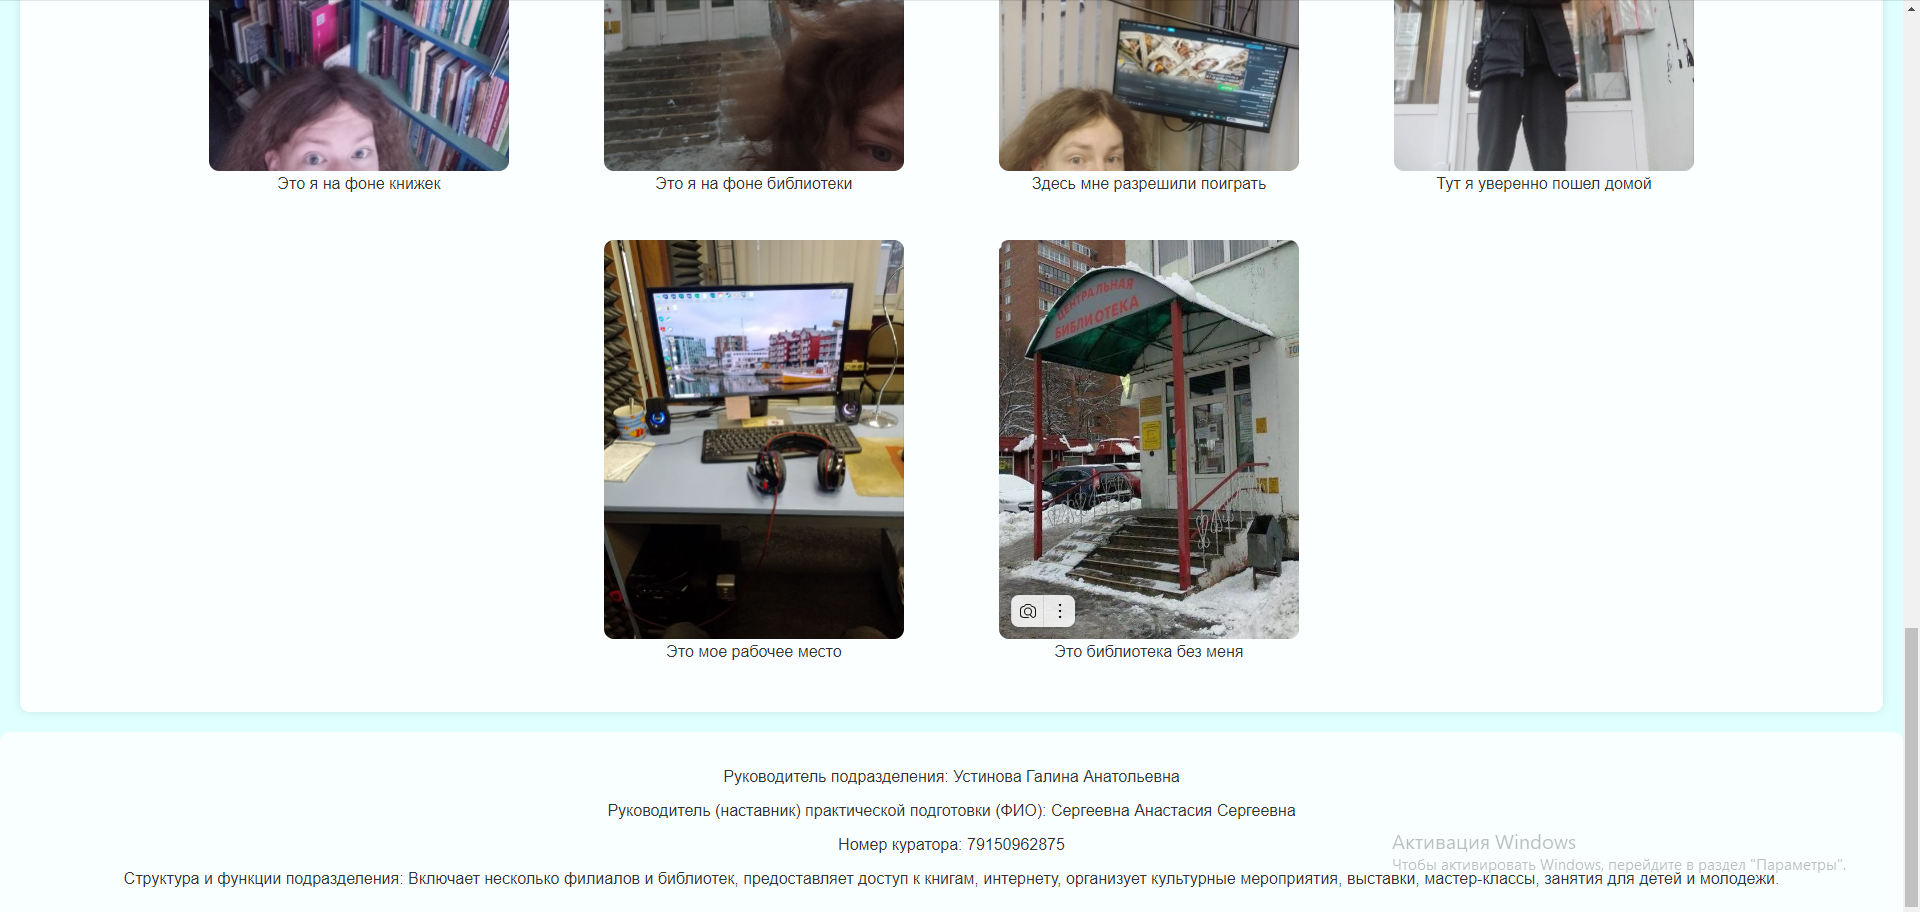 Это я на фоне книжек
Это я на фоне библиотеки
Здесь мне разрешили поиграть
Тут я уверенно пошел домой
ЦЕНТРАЛЬНАЯ
БИБЛИОТЕКА
Это мое рабочее место
Это библиотека без меня
Руководитель подразделения: Устинова Галина Анатольевна
Руководитель (наставник) практической подготовки (ФИО): Сергеевна Анастасия Сергеевна
Номер куратора: 79150962875
Структура и функции подразделения: Включает несколько филиалов и библиотек, предоставляет доступ к книгам, интернету, организует культурные мероприятия, выставки, мастер-классы, занятия для детей и молодежи.
Активация Windows
Чтобы активировать Windows, перейдите в раздел "Параметры".